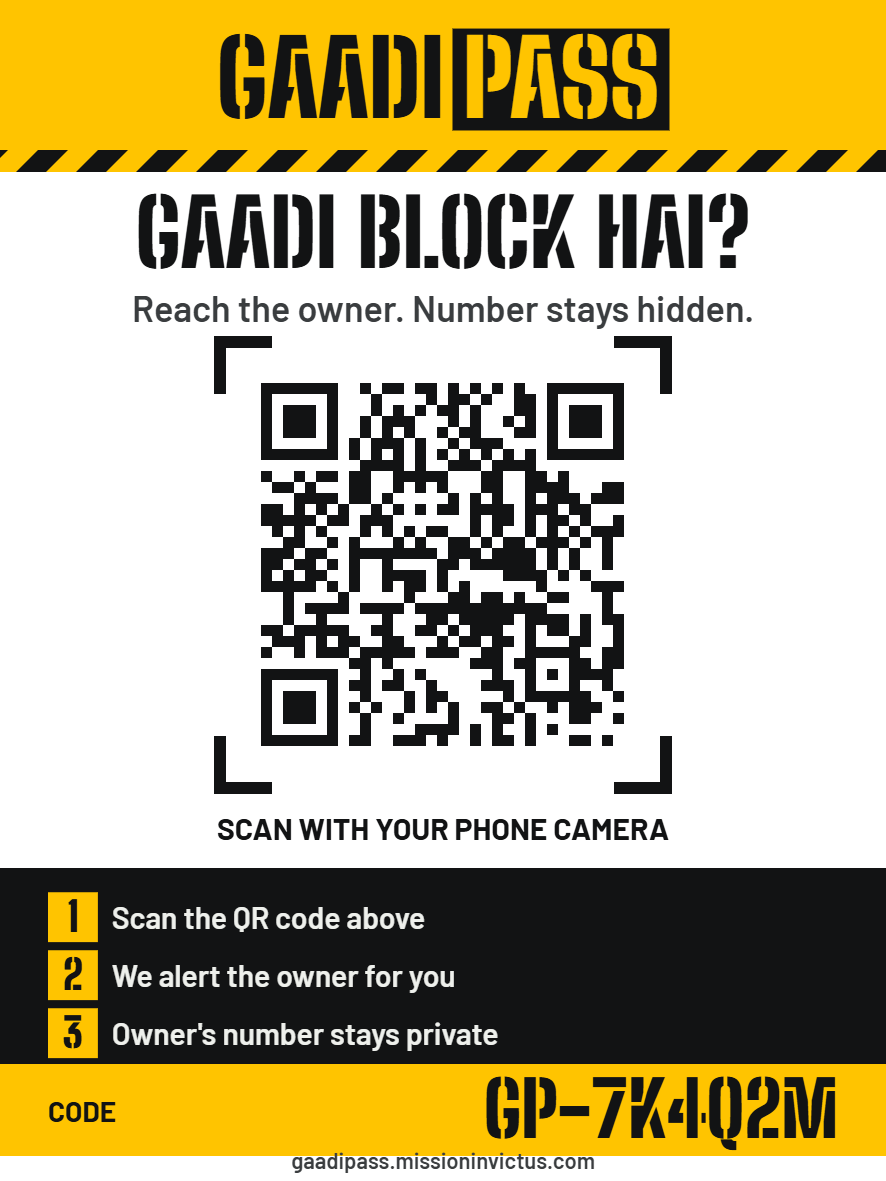 GAADI PASS
GAADI BLOCK HAI?
Reach the owner. Number stays hidden.
SCAN WITH YOUR PHONE CAMERA
1 Scan the QR code above
2 We alert the owner for you
3 Owner's number stays private
CODE GP-7K4Q2M
gaadipass.missioninvictus.com